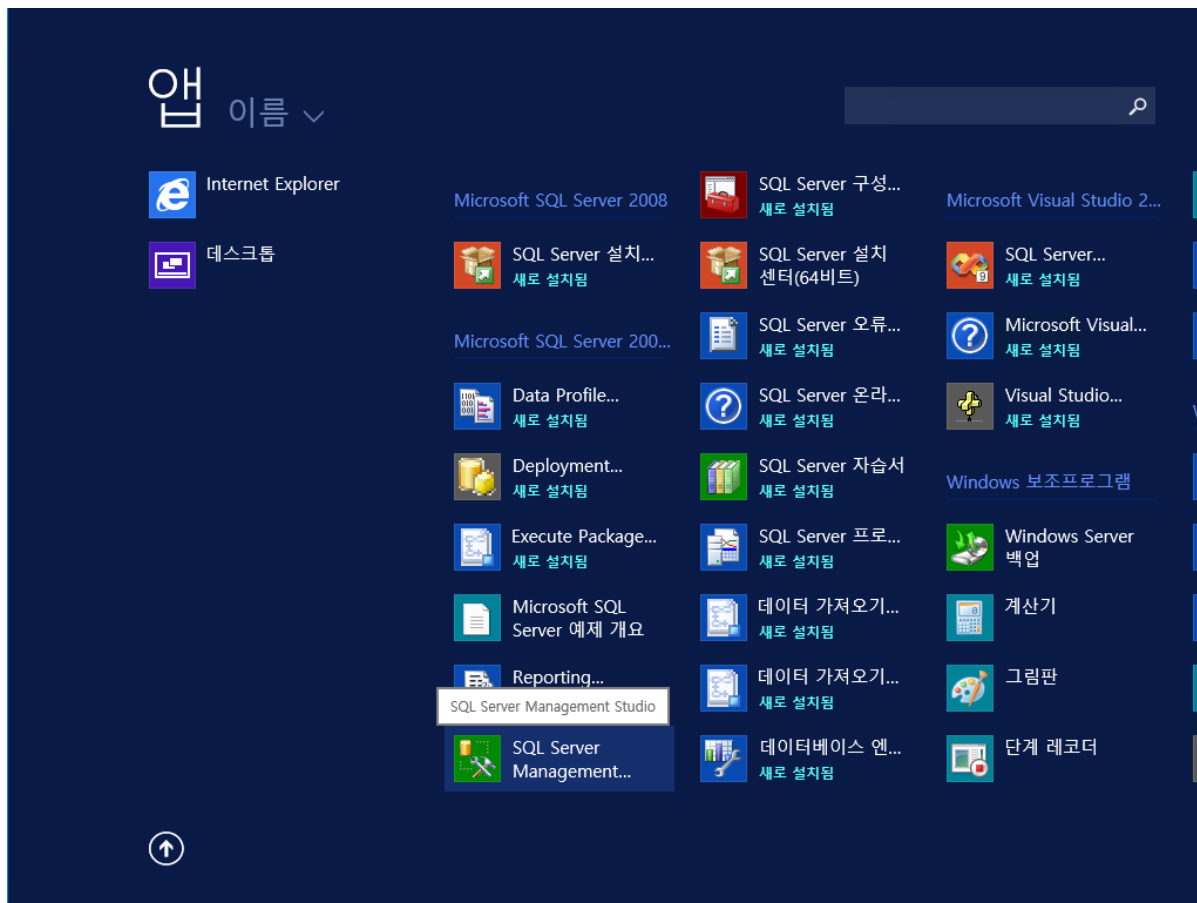 앱 이름
Internet Explorer
데스크톱
Microsoft SQL Server 2008
SQL Server 설치...
새로 설치됨
Microsoft SQL Server 200...
Data Profile...
새로 설치됨
Deployment...
새로 설치됨
Execute Package...
새로 설치됨
Microsoft SQL
Server 예제 개요
Reporting...
SQL Server Management Studio
SQL Server
Management...
SQL Server 구성...
새로 설치됨
SQL Server 설치
센터(64비트)
SQL Server 오류...
새로 설치됨
SQL Server 온라...
새로 설치됨
SQL Server 자습서
새로 설치됨
SQL Server 프로...
새로 설치됨
데이터 가져오기...
새로 설치됨
데이터 가져오기...
새로 설치됨
데이터베이스 엔...
새로 설치됨
Microsoft Visual Studio 2...
SQL Server...
새로 설치됨
Microsoft Visual...
새로 설치됨
Visual Studio...
새로 설치됨
Windows 보조프로그램
Windows Server
백업
계산기
그림판
단계 레코더